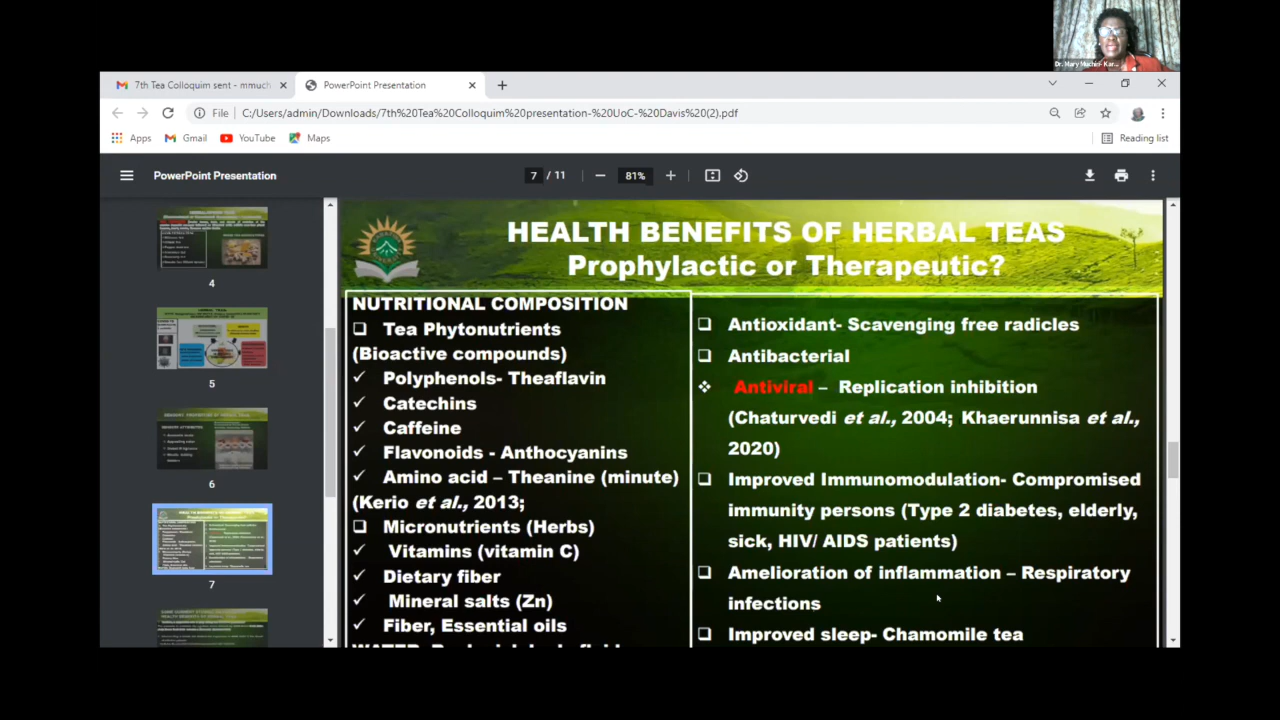 Dr. Mary Muchiri- Kar...
7th Tea Colloquim sent - mmuch
PowerPoint Presentation
File
C:/Users/admin/Downloads/7th%20Tea%20Colloquim%20presentation-%20UoC-%20Davis%20(2).pdf
Apps
Gmail
YouTube
Maps
Reading list
PowerPoint Presentation
7 / 11
81%
4
5
6
7
HEALTH BENEFITS OF HERBAL TEAS
Prophylactic or Therapeutic?
NUTRITIONAL COMPOSITION
Tea Phytonutrients
(Bioactive compounds)
Polyphenols- Theaflavin
Catechins
Caffeine
Flavonoids - Anthocyanins
Amino acid – Theanine (minute)
(Kerio et al., 2013;
Micronutrients (Herbs)
Vitamins (vitamin C)
Dietary fiber
Mineral salts (Zn)
Fiber, Essential oils
Antioxidant- Scavenging free radicles
Antibacterial
Antiviral – Replication inhibition
(Chaturvedi et al., 2004; Khaerunnisa et al.,
2020)
Improved Immunomodulation- Compromised
immunity persons (Type 2 diabetes, elderly,
sick, HIV/ AIDS patients)
Amelioration of inflammation – Respiratory
infections
Improved sleep- Chamomile tea